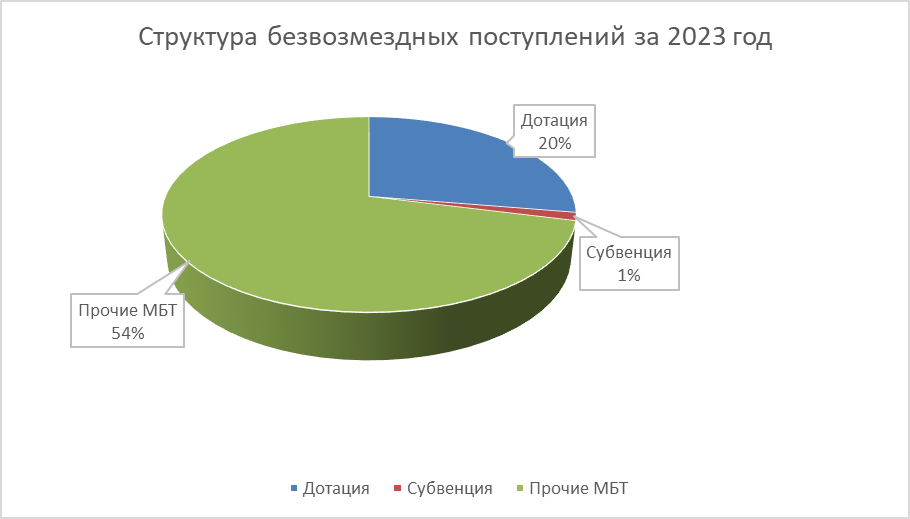 Структура безвозмездных поступлений за 2023 год
Дотация
20%
Субвенция
1%
Прочие МБТ
54%
Дотация Субвенция Прочие МБТ